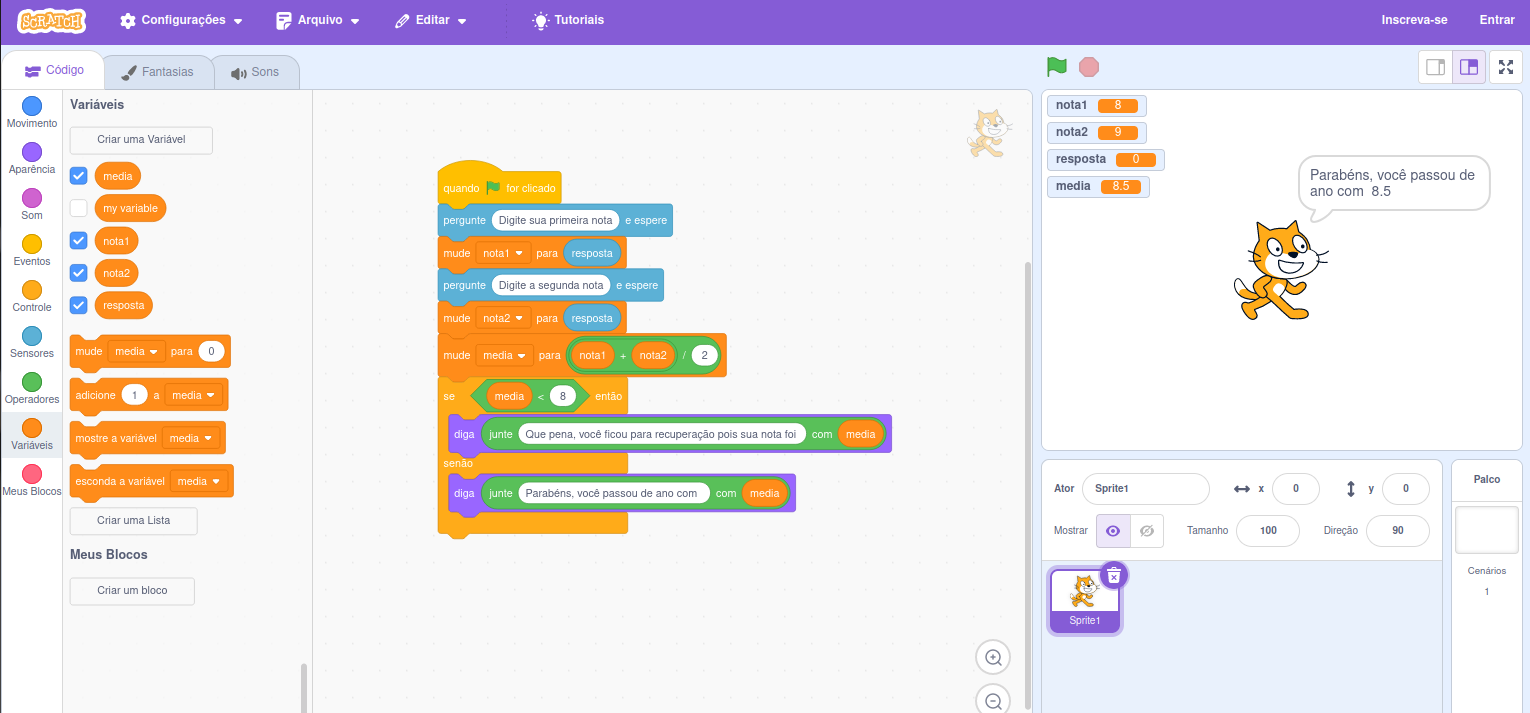 SCRATCH
Configurações
Arquivo
Editar
Tutoriais
Inscreva-se
Entrar
Código
Fantasias
Sons
Movimento
Aparência
Som
Eventos
Controle
Sensores
Operadores
Variáveis
Meus Blocos
Variáveis
Criar uma Variável
media
my variable
nota1
nota2
resposta
mude media para 0
adicione 1 a media
mostre a variável media
esconda a variável media
Criar uma Lista
Meus Blocos
Criar um bloco
quando for clicado
pergunte Digite sua primeira nota e espere
mude nota1 para resposta
pergunte Digite a segunda nota e espere
mude nota2 para resposta
mude media para nota1 + nota2 / 2
se media < 8 então
diga junte Que pena, você ficou para recuperação pois sua nota foi com media
senão
diga junte Parabéns, você passou de ano com com media
nota1 8
nota2 9
resposta 0
media 8.5
Parabéns, você passou de
ano com 8.5
Ator Sprite1 x 0 y 0
Mostrar Tamanho 100 Direção 90
Sprite1
Palco
Cenários
1